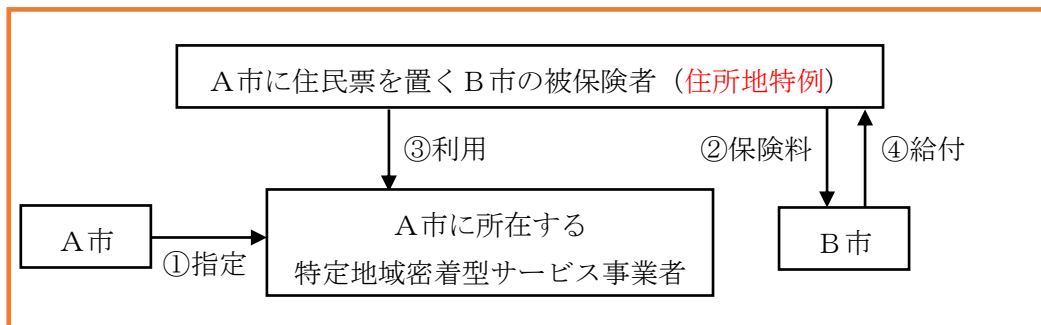 A市に住民票を置くB市の被保険者（住所地特例）
③利用
②保険料
④給付
A市
①指定
A市に所在する
特定地域密着型サービス事業者
B市